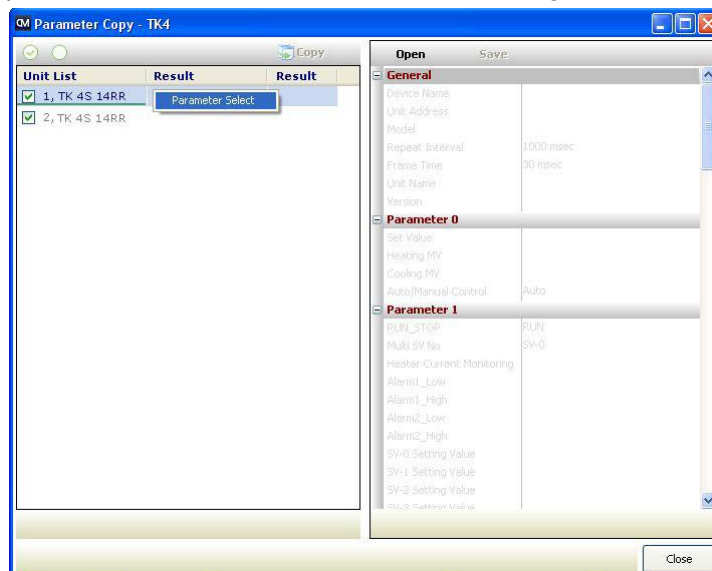 Parameter Copy - TK4
Copy
Unit List Result Result
1, TK 4S 14RR
Parameter Select
2, TK 4S 14RR
Open Save
General
Device Name
Unit Address
Model
Repeat Interval 1000 msec
Frame Time 30 msec
Unit Name
Version
Parameter 0
Set Value
Heating MV
Cooling MV
Auto/Manual Control Auto
Parameter 1
RUN_STOP RUN
Multi SV No SV-0
Heater Current Monitoring
Alarm1_Low
Alarm1_High
Alarm2_Low
Alarm2_High
SV-0 Setting Value
SV-1 Setting Value
SV-2 Setting Value
SV-3 Setting Value
Close